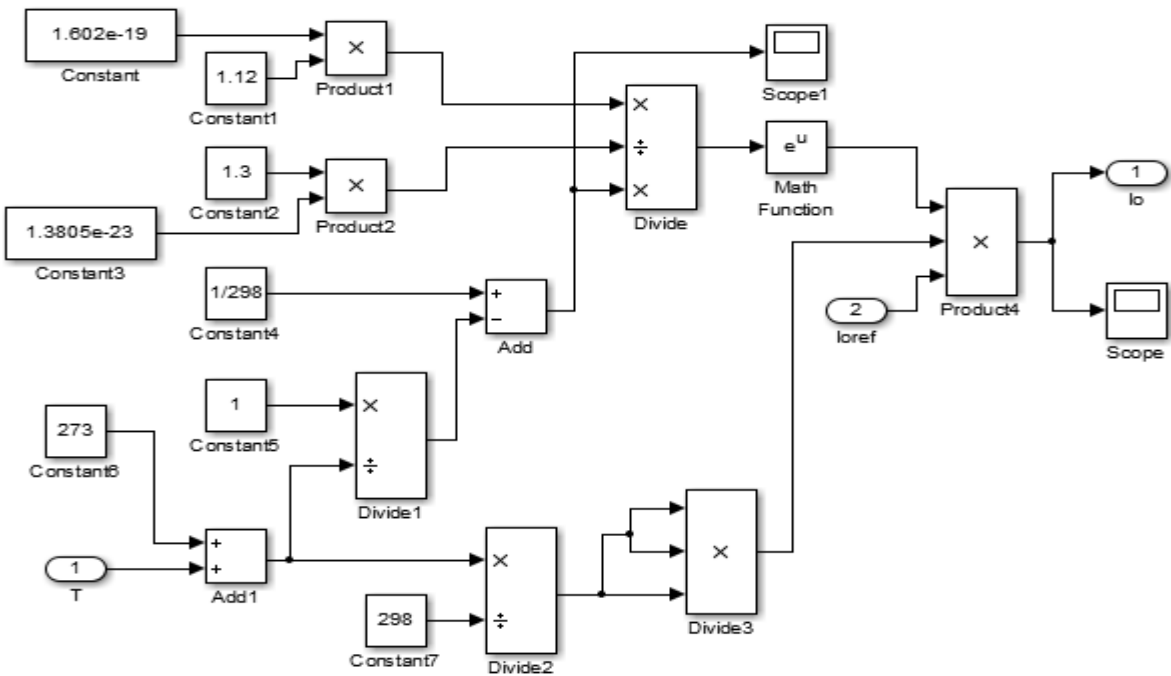 1.602e-19
Constant
1.12
Constant1
×
Product1
Scope1
×
÷
×
Divide
e^u
Math
Function
1.3
Constant2
×
Product2
1.3805e-23
Constant3
1/298
Constant4
+
−
Add
×
Product4
1
Io
2
Ioref
Scope
1
Constant5
×
÷
Divide1
273
Constant6
+
+
Add1
1
T
×
÷
Divide2
298
Constant7
×
Divide3